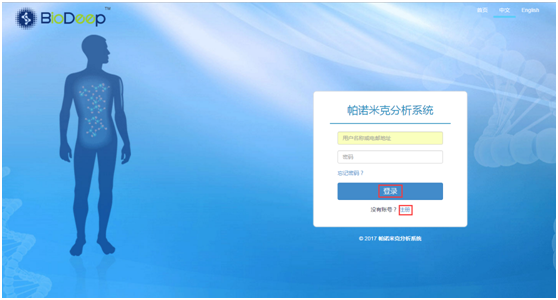 BioDeep™
首页 中文 English
帕诺米克分析系统
用户名称或电邮地址
密码
忘记密码？
登录
没有账号？注册
© 2017 帕诺米克分析系统